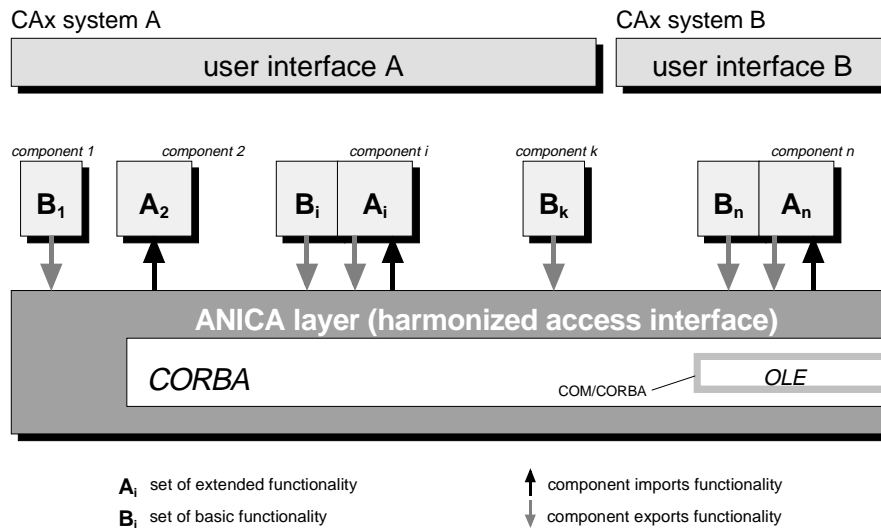 CAx system A CAx system B
user interface A user interface B
component 1 component 2 component i component k component n
B1 A2 Bi Ai Bk Bn An
ANICA layer (harmonized access interface)
CORBA COM/CORBA OLE
Ai set of extended functionality component imports functionality
Bi set of basic functionality component exports functionality